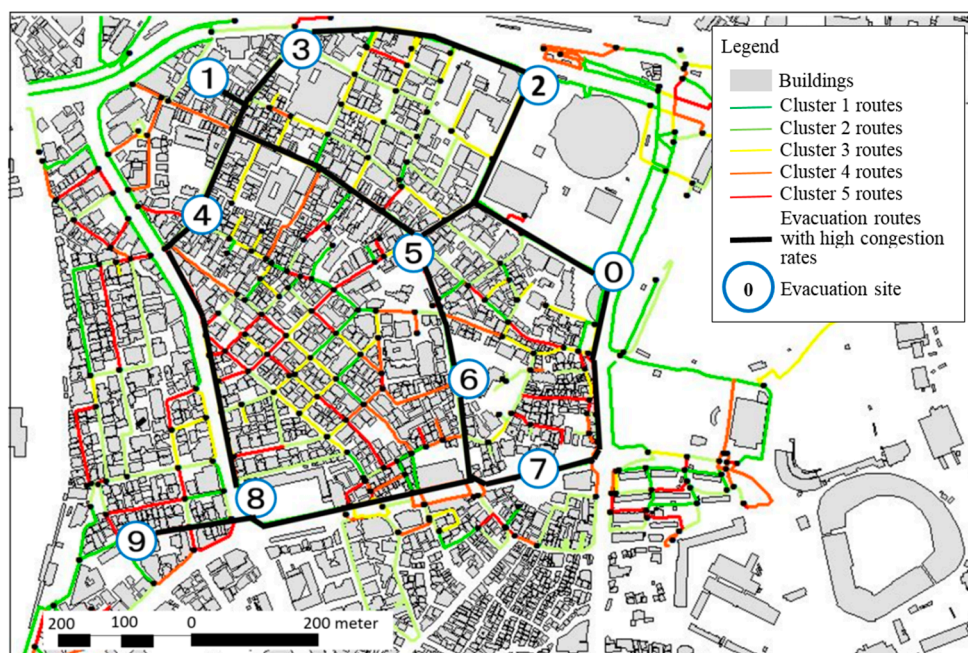 3
1
2
4
5
0
6
7
8
9
Legend
Buildings
Cluster 1 routes
Cluster 2 routes
Cluster 3 routes
Cluster 4 routes
Cluster 5 routes
Evacuation routes
with high congestion
rates
0 Evacuation site
200 100 0 200 meter